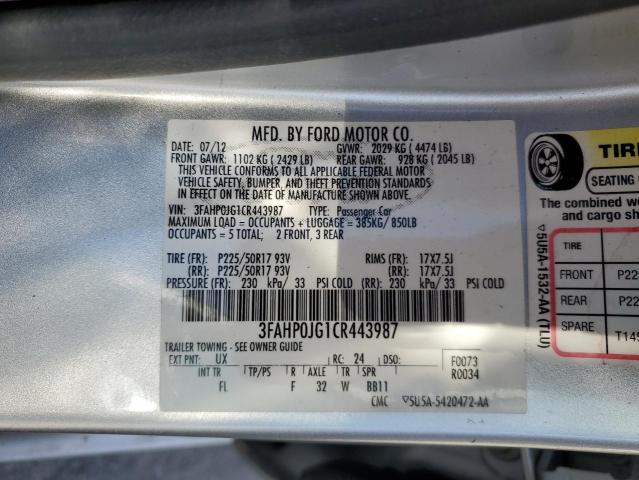 MFD. BY FORD MOTOR CO.
DATE: 07/12 GVWR: 2029 KG ( 4474 LB)
FRONT GAWR: 1102 KG ( 2429 LB) REAR GAWR: 928 KG ( 2045 LB)
THIS VEHICLE CONFORMS TO ALL APPLICABLE FEDERAL MOTOR
VEHICLE SAFETY, BUMPER, AND THEFT PREVENTION STANDARDS
IN EFFECT ON THE DATE OF MANUFACTURE SHOWN ABOVE.
VIN: 3FAHP0JG1CR443987 TYPE: Passenger Car
MAXIMUM LOAD = OCCUPANTS + LUGGAGE = 385KG/ 850LB
OCCUPANTS = 5 TOTAL; 2 FRONT, 3 REAR
TIRE (FR): P225/50R17 93V RIMS (FR): 17X7.5J
(RR): P225/50R17 93V (RR): 17X7.5J
PRESSURE (FR): 230 kPa/ 33 PSI COLD (RR): 230 kPa/ 33 PSI COLD
3FAHP0JG1CR443987
TRAILER TOWING - SEE OWNER GUIDE
EXT PNT: UX RC: 24 DSO: F0073
INT TR TP/PS R AXLE TR SPR R0034
FL F 32 W BB11
CMC ▽5U5A-5420472-AA
▽5U5A-1532-AA (TLU)
TIRE
SEATING
The combined we
and cargo sh
TIRE
FRONT P22
REAR P22
SPARE T145